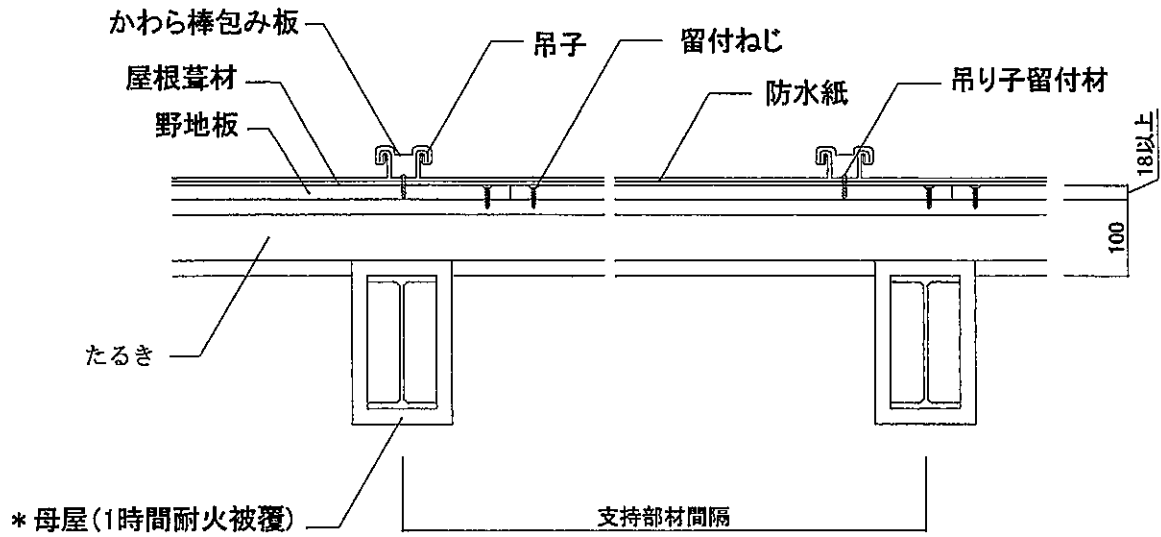 かわら棒包み板
吊子
留付ねじ
屋根葺材
防水紙
吊り子留付材
野地板
18以上
100
たるき
*母屋(1時間耐火被覆)
支持部材間隔